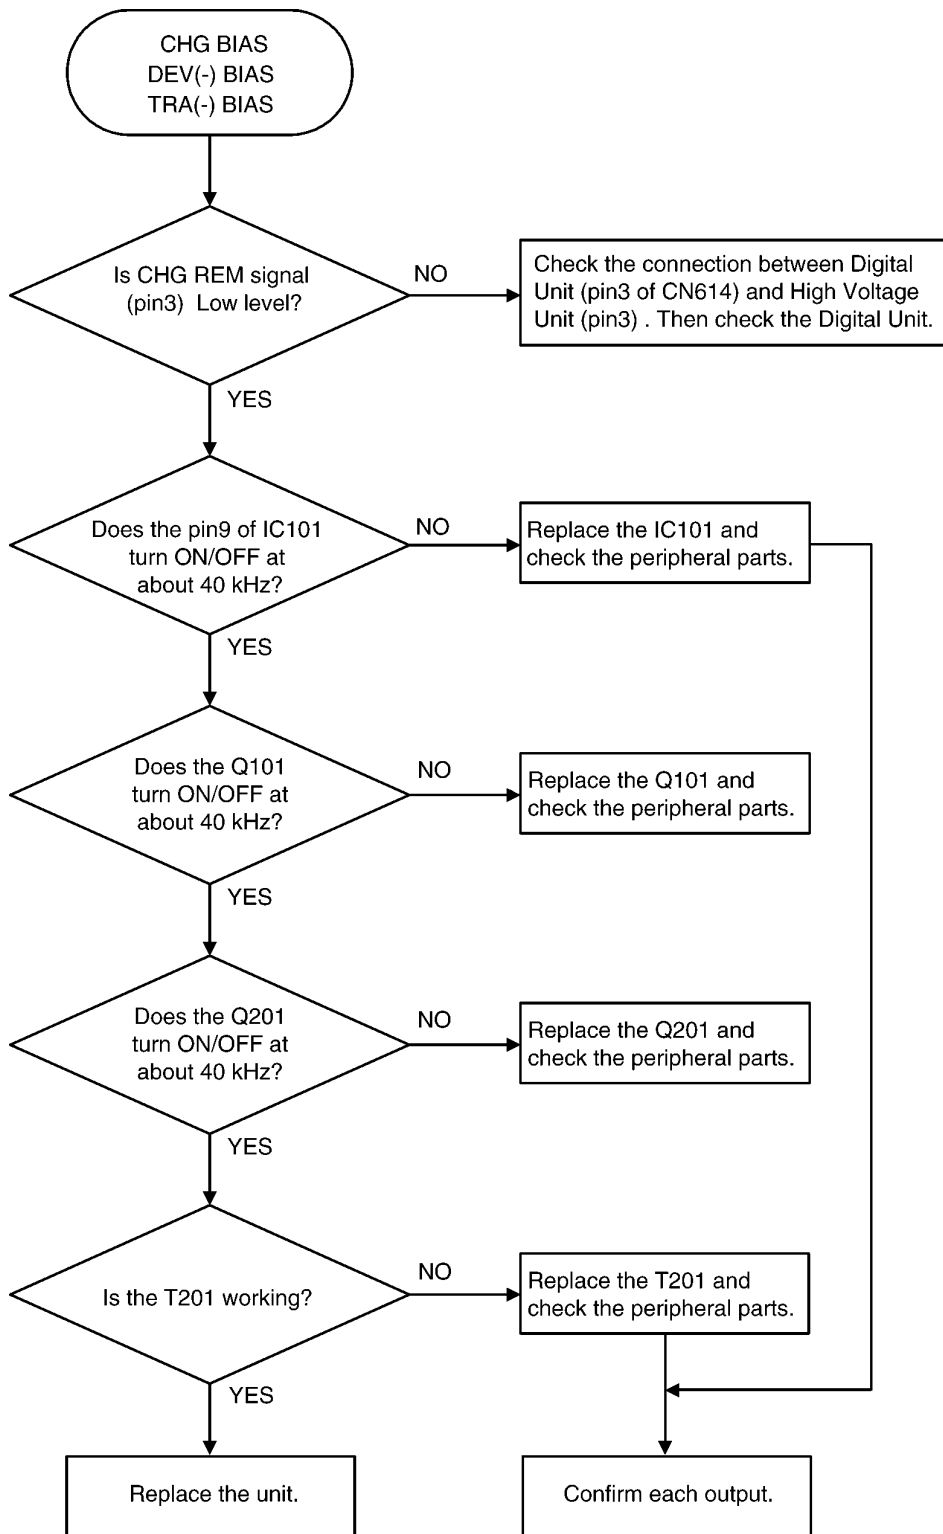 CHG BIAS
DEV(-) BIAS
TRA(-) BIAS
Is CHG REM signal
(pin3) Low level?
NO
Check the connection between Digital
Unit (pin3 of CN614) and High Voltage
Unit (pin3) . Then check the Digital Unit.
YES
Does the pin9 of IC101
turn ON/OFF at
about 40 kHz?
NO
Replace the IC101 and
check the peripheral parts.
YES
Does the Q101
turn ON/OFF at
about 40 kHz?
NO
Replace the Q101 and
check the peripheral parts.
YES
Does the Q201
turn ON/OFF at
about 40 kHz?
NO
Replace the Q201 and
check the peripheral parts.
YES
Is the T201 working?
NO
Replace the T201 and
check the peripheral parts.
YES
Replace the unit.
Confirm each output.